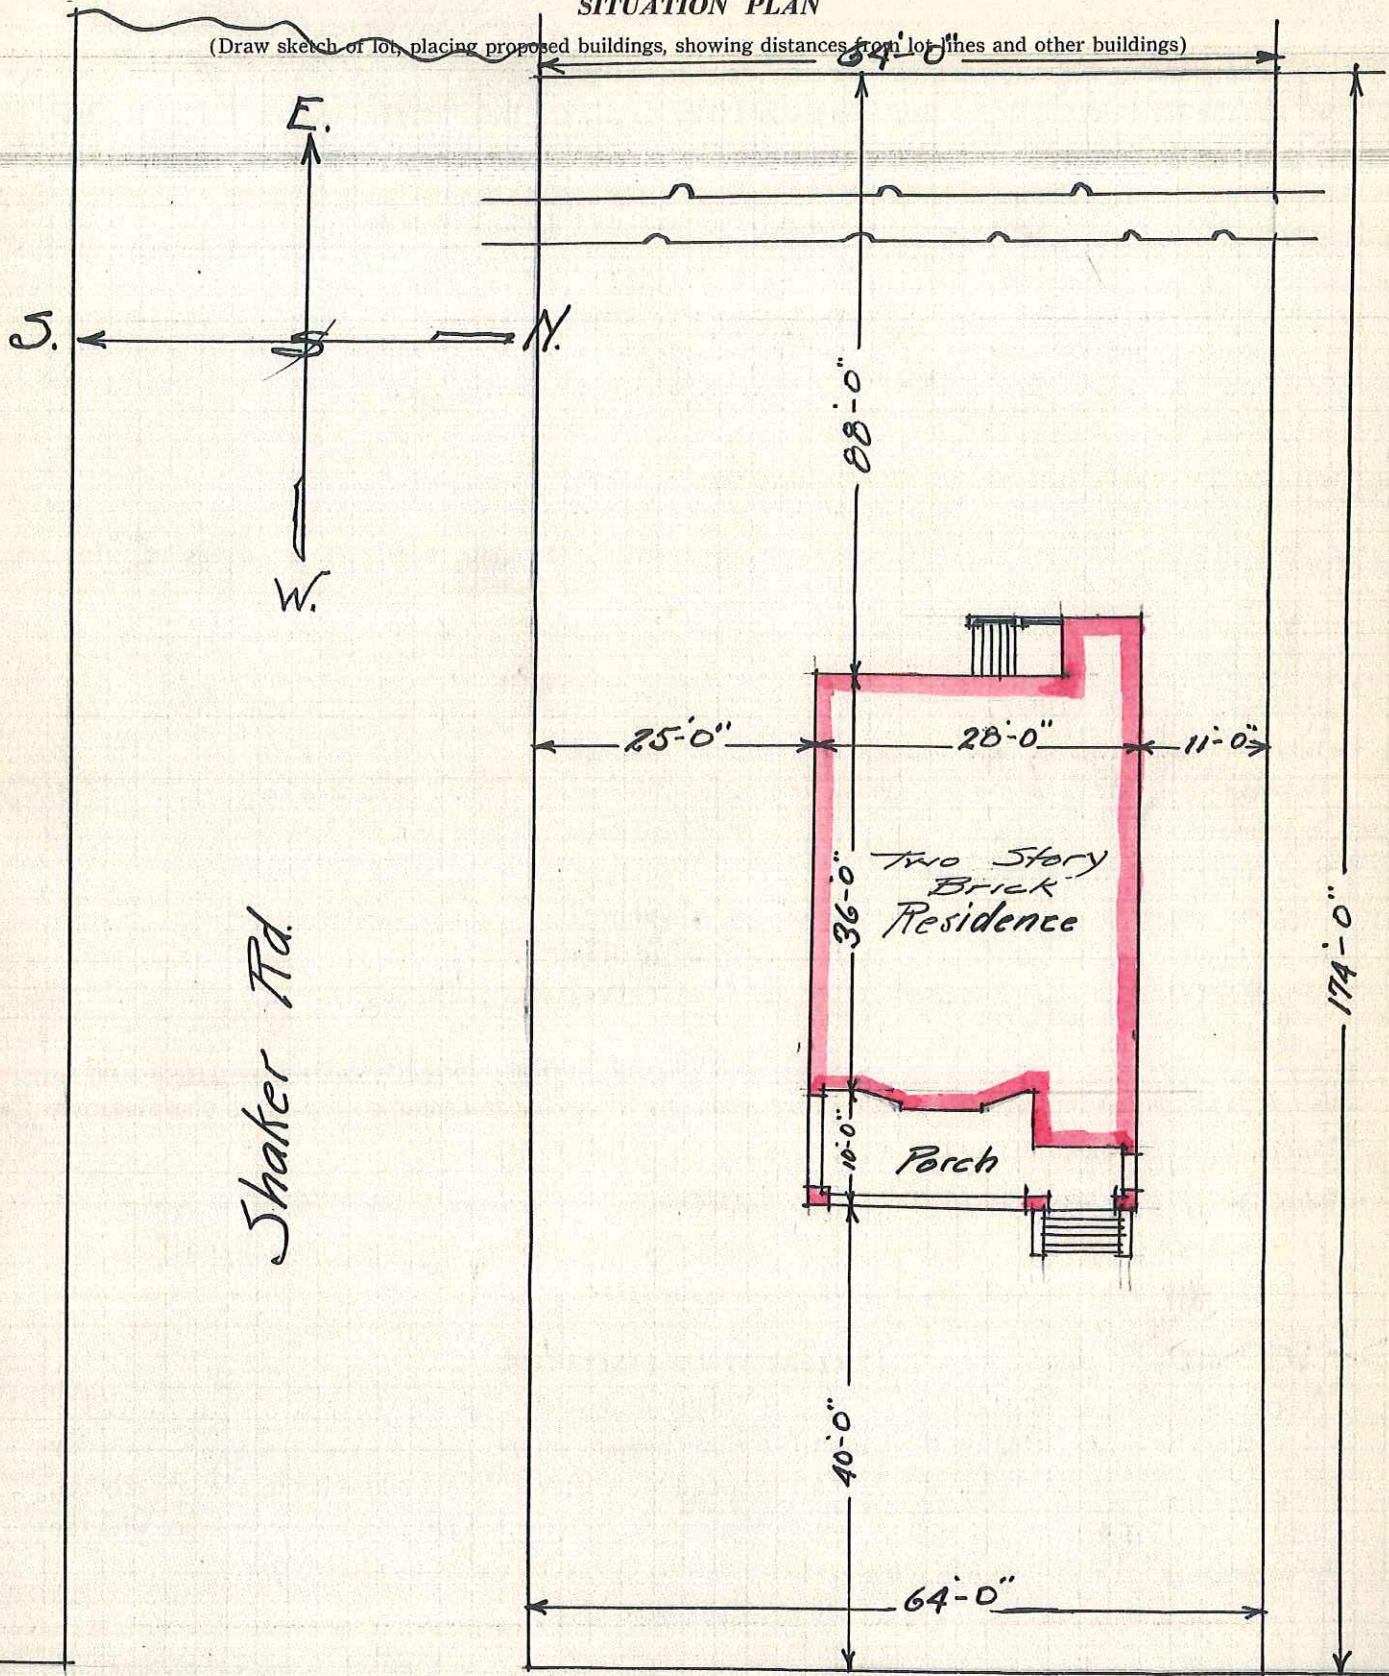 SITUATION PLAN
(Draw sketch of lot, placing proposed buildings, showing distances from lot lines and other buildings)
64'-0"
E.
S.
N.
W.
88'-0"
25'-0"
28'-0"
11'-0"
36'-0"
Two Story
Brick
Residence
174'-0"
Shaker Rd.
10'-0"
Porch
40'-0"
64'-0"